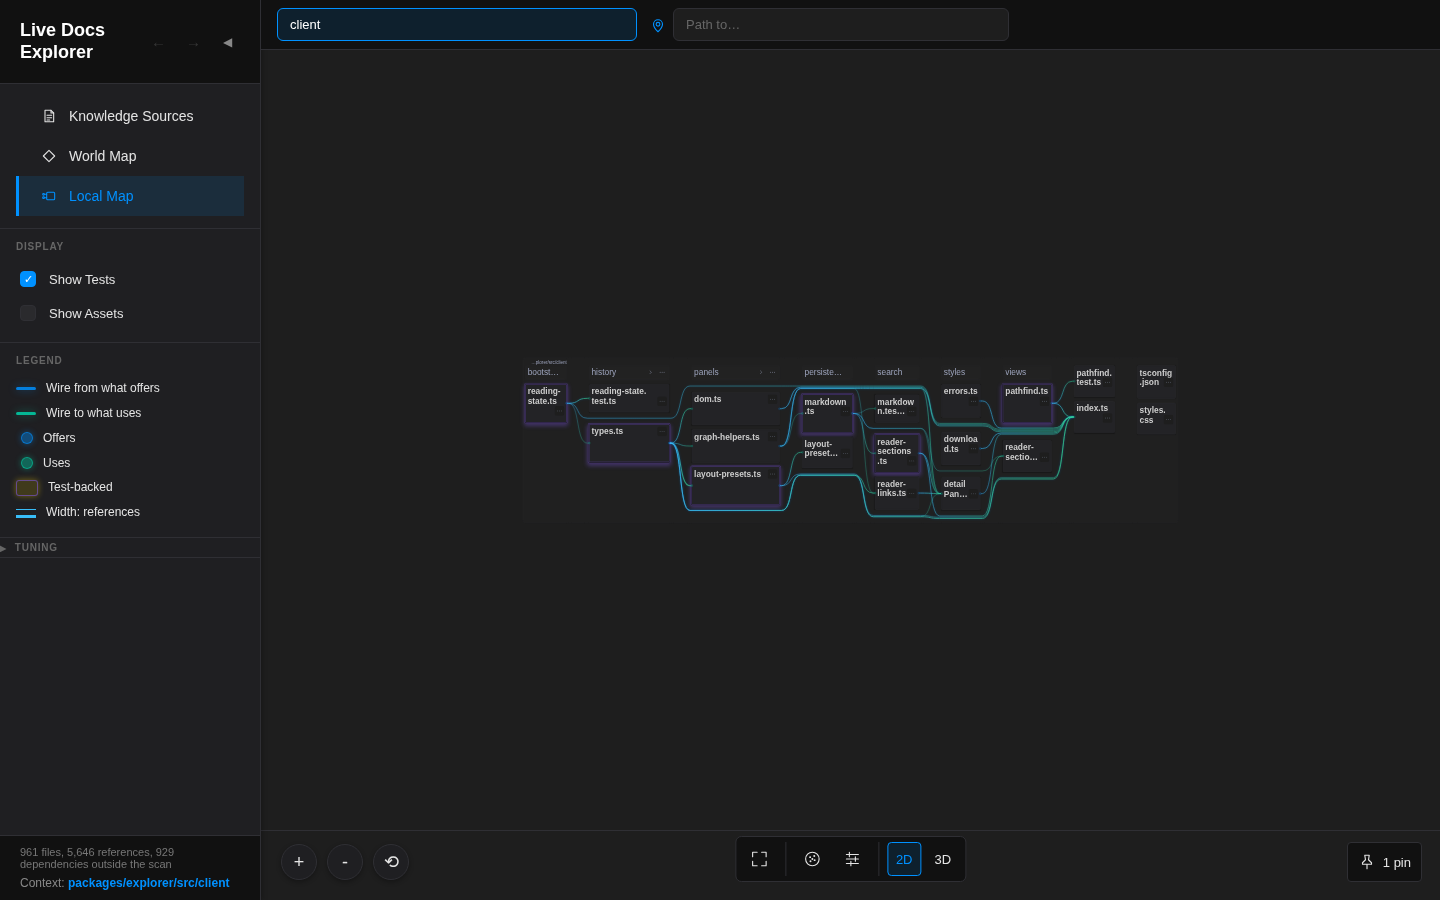 Live Docs
Explorer
← → ◀
client
Path to…
Knowledge Sources
World Map
Local Map
DISPLAY
✓ Show Tests
Show Assets
LEGEND
Wire from what offers
Wire to what uses
Offers
Uses
Test-backed
Width: references
▶ TUNING
961 files, 5,646 references, 929
dependencies outside the scan
Context: packages/explorer/src/client
bootst…
reading-
state.ts
history
reading-state.
test.ts
types.ts
panels
dom.ts
graph-helpers.ts
layout-presets.ts
persiste…
markdown
.ts
layout-
preset…
search
markdow
n.tes…
reader-
sections
.ts
reader-
links.ts
styles
errors.ts
downloa
d.ts
detail
Pan…
views
pathfind.ts
reader-
sectio…
pathfind.
test.ts
index.ts
tsconfig
.json
styles.
css
+
-
⟲
2D
3D
1 pin